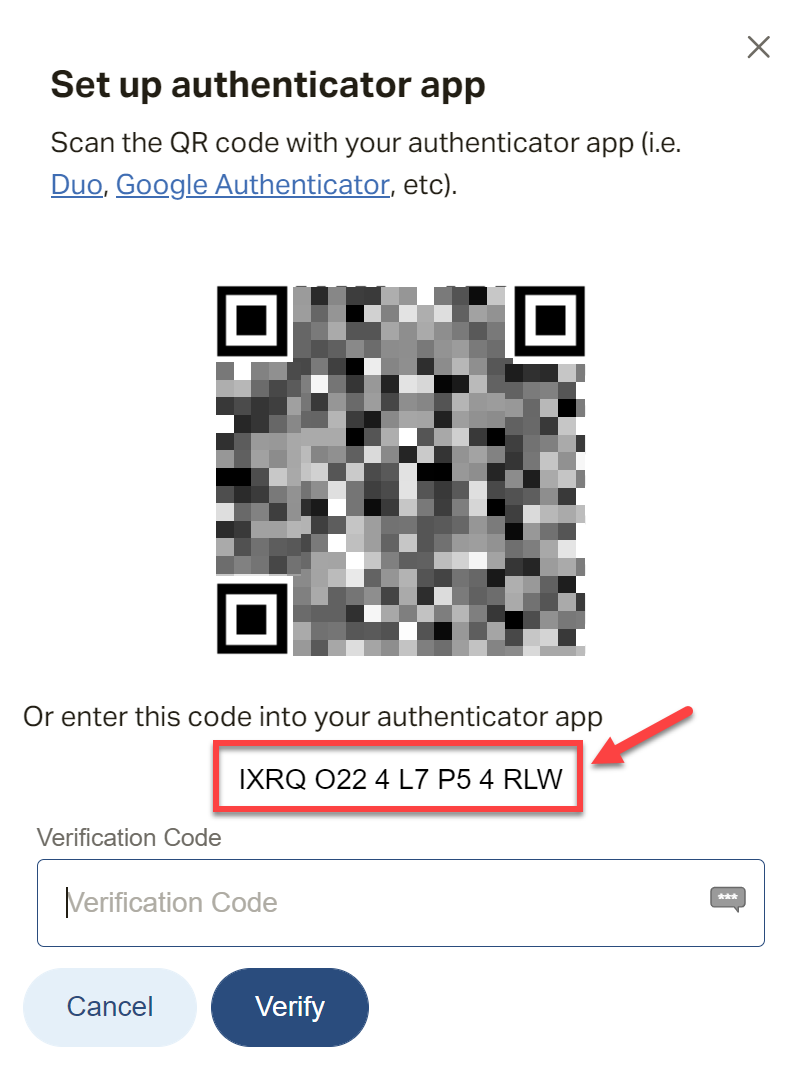 Set up authenticator app
Scan the QR code with your authenticator app (i.e.
Duo, Google Authenticator, etc).
Or enter this code into your authenticator app
IXRQ O22 4 L7 P5 4 RLW
Verification Code
Verification Code
***
Cancel
Verify